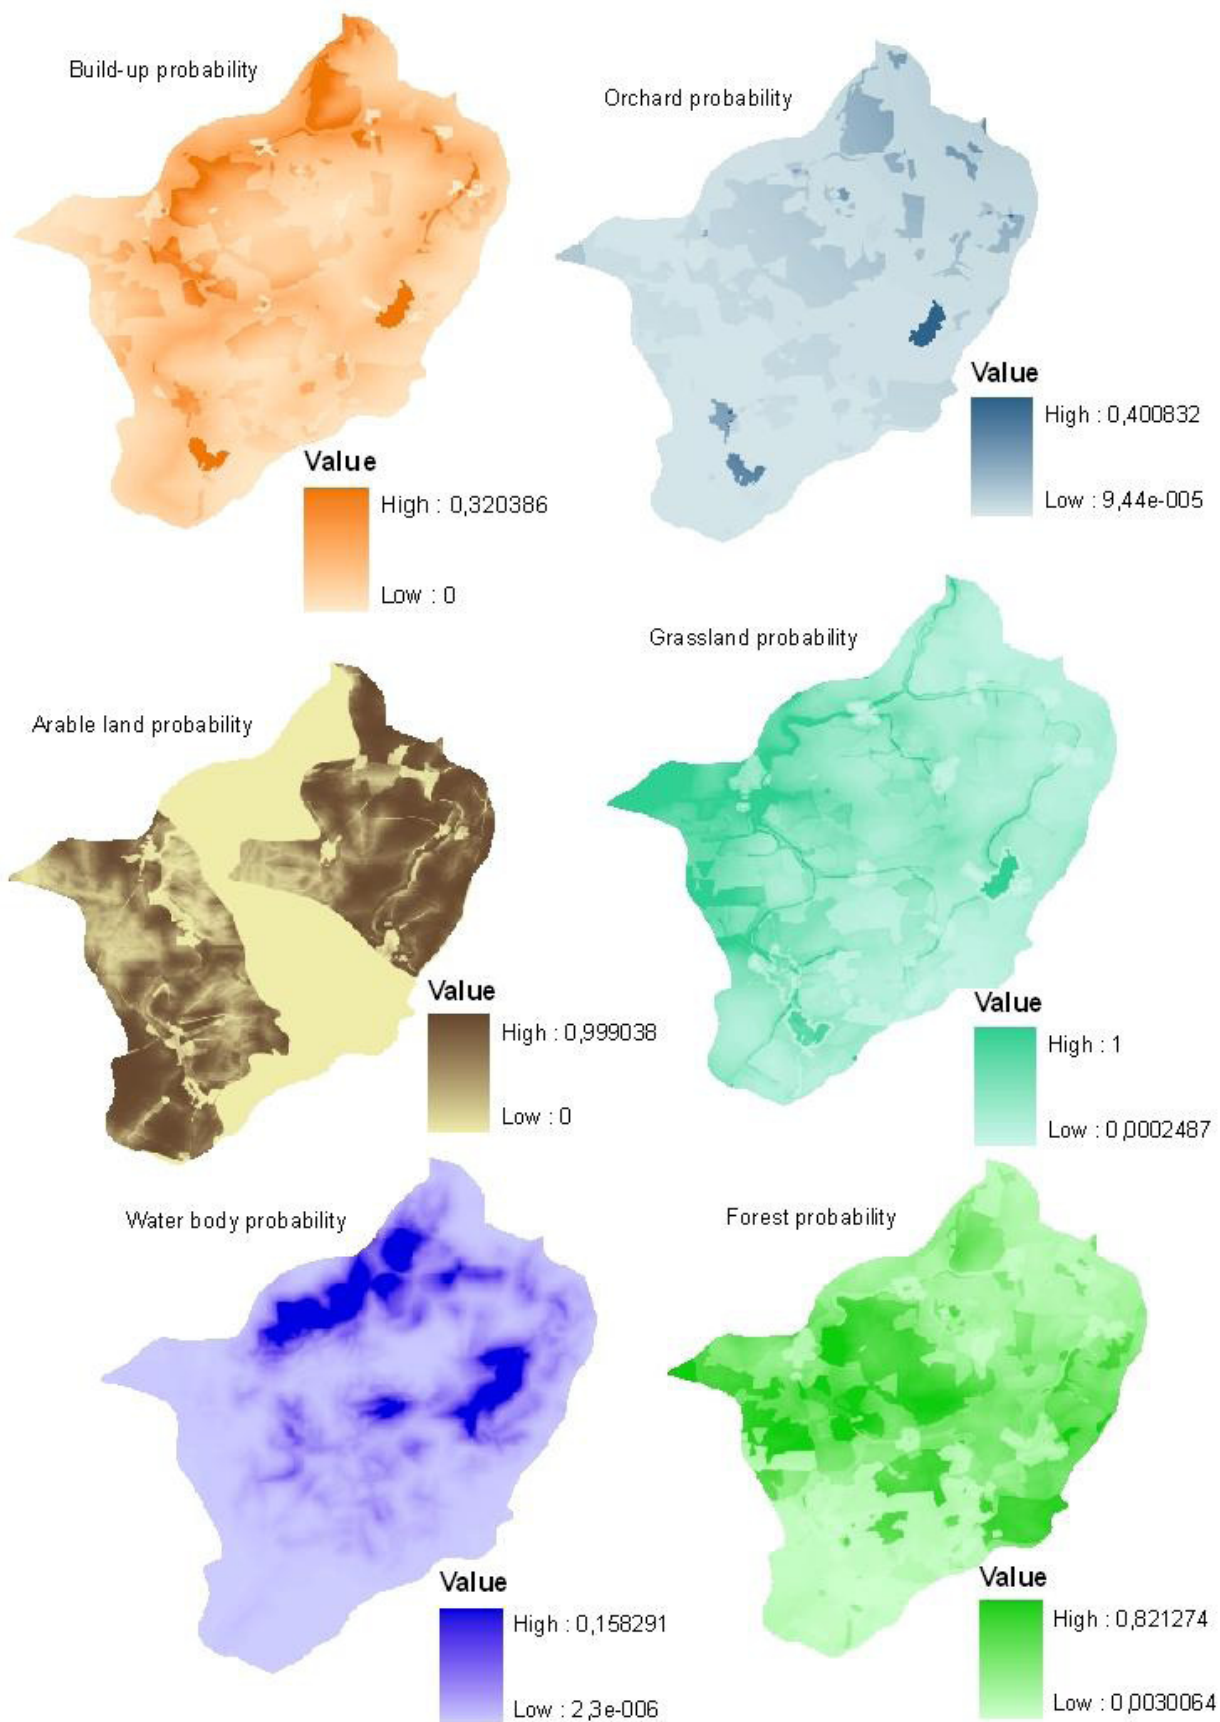 Build-up probability
Value
High : 0,320386
Low : 0
Orchard probability
Value
High : 0,400832
Low : 9,44e-005
Arable land probability
Value
High : 0,999038
Low : 0
Grassland probability
Value
High : 1
Low : 0,0002487
Water body probability
Value
High : 0,158291
Low : 2,3e-006
Forest probability
Value
High : 0,821274
Low : 0,0030064